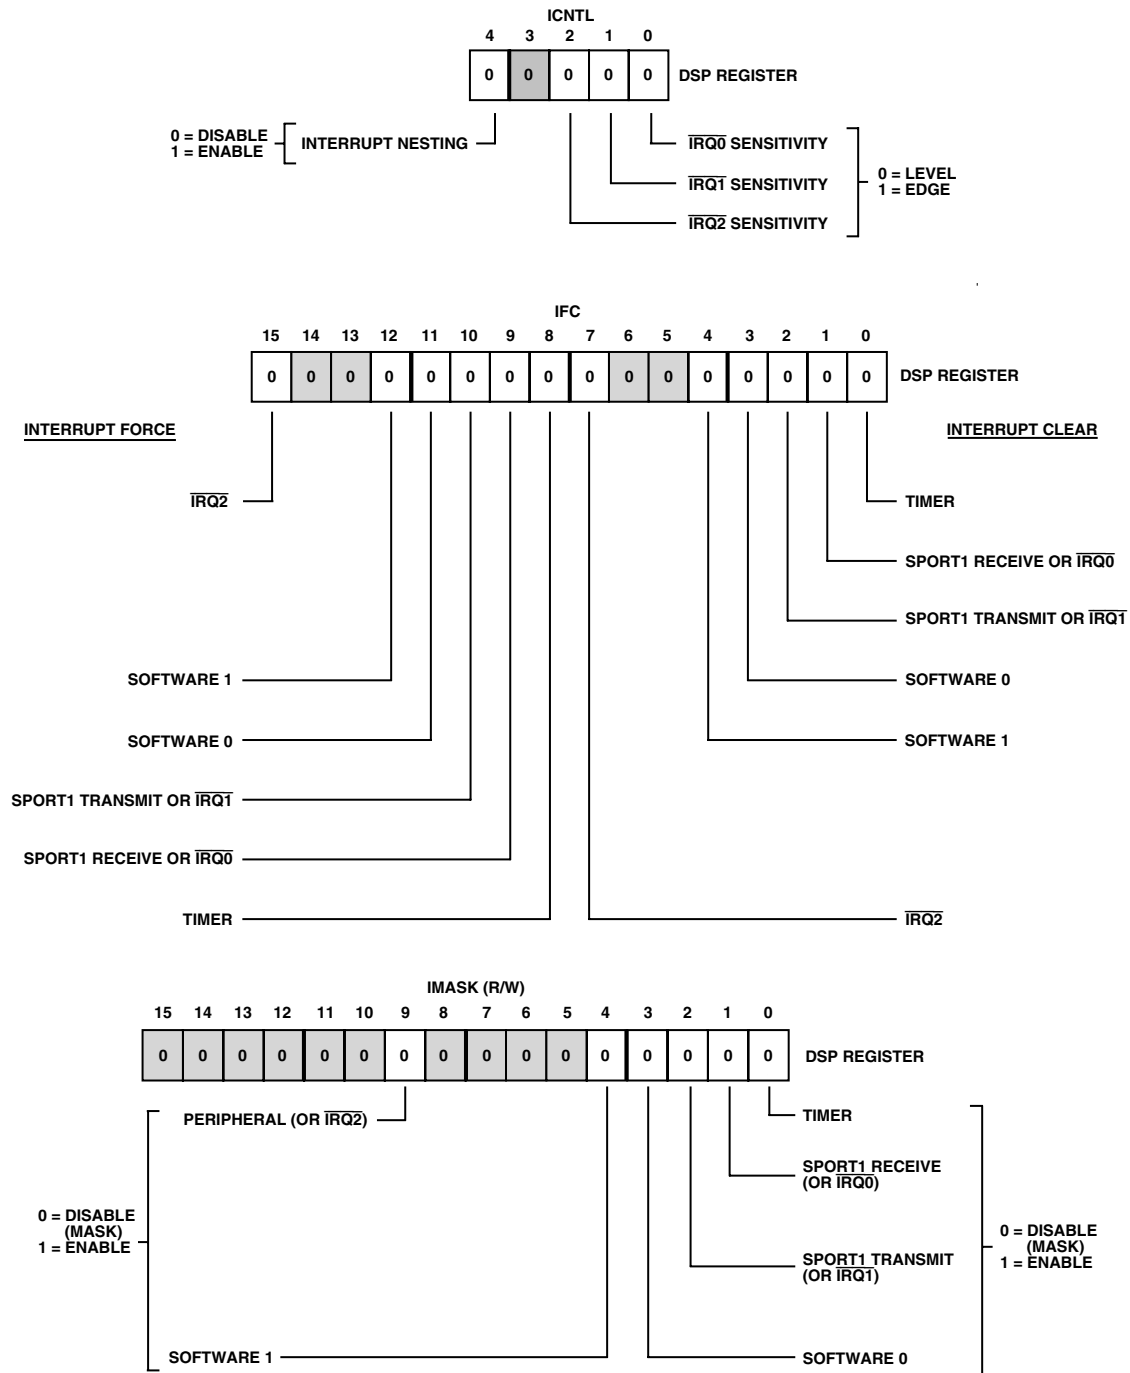 ICNTL
4 3 2 1 0
0 0 0 0 0 DSP REGISTER
0 = DISABLE
1 = ENABLE
INTERRUPT NESTING
IRQ0 SENSITIVITY
IRQ1 SENSITIVITY
IRQ2 SENSITIVITY
0 = LEVEL
1 = EDGE
IFC
15 14 13 12 11 10 9 8 7 6 5 4 3 2 1 0
0 0 0 0 0 0 0 0 0 0 0 0 0 0 0 0 DSP REGISTER
INTERRUPT FORCE
INTERRUPT CLEAR
IRQ2
TIMER
SPORT1 RECEIVE OR IRQ0
SPORT1 TRANSMIT OR IRQ1
SOFTWARE 1
SOFTWARE 0
SOFTWARE 0
SOFTWARE 1
SPORT1 TRANSMIT OR IRQ1
SPORT1 RECEIVE OR IRQ0
TIMER
IRQ2
IMASK (R/W)
15 14 13 12 11 10 9 8 7 6 5 4 3 2 1 0
0 0 0 0 0 0 0 0 0 0 0 0 0 0 0 0 DSP REGISTER
PERIPHERAL (OR IRQ2)
TIMER
SPORT1 RECEIVE
(OR IRQ0)
0 = DISABLE
(MASK)
1 = ENABLE
0 = DISABLE
(MASK)
1 = ENABLE
SPORT1 TRANSMIT
(OR IRQ1)
SOFTWARE 1
SOFTWARE 0